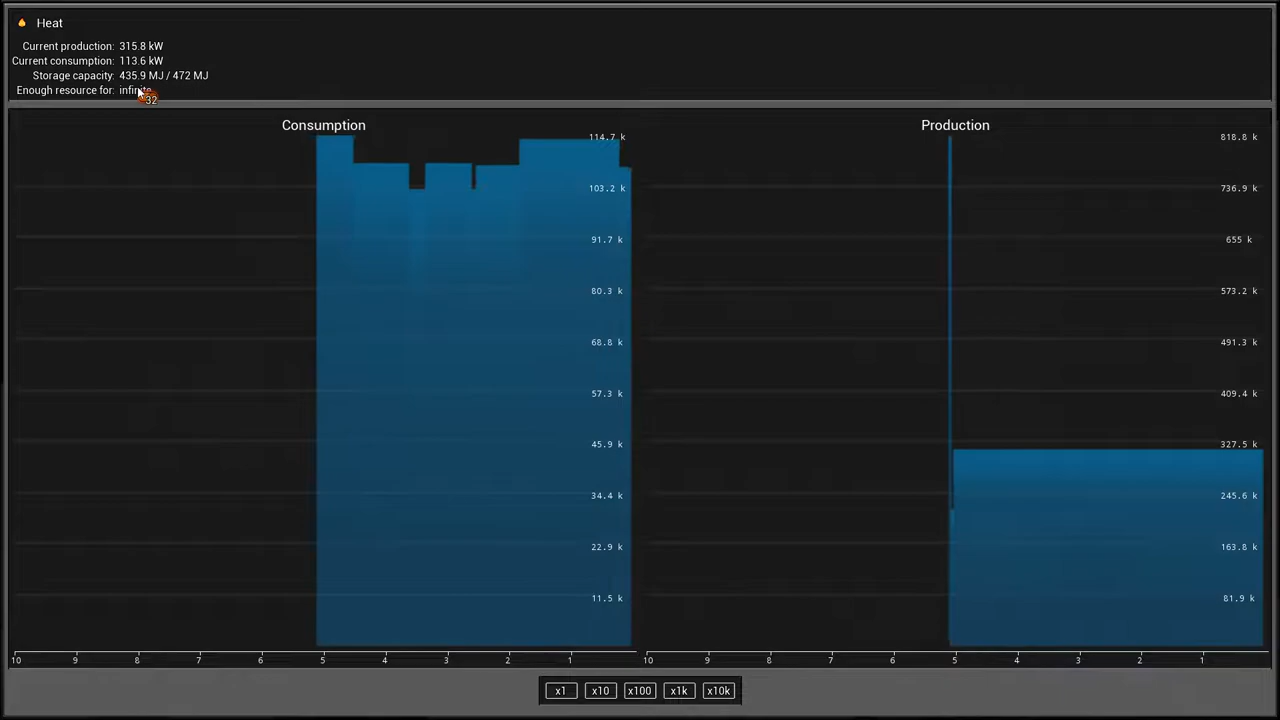 Heat
Current production: 315.8 kW
Current consumption: 113.6 kW
Storage capacity: 435.9 MJ / 472 MJ
Enough resource for: infinite
32
Consumption
114.7 k
103.2 k
91.7 k
80.3 k
68.8 k
57.3 k
45.9 k
34.4 k
22.9 k
11.5 k
10 9 8 7 6 5 4 3 2 1
Production
818.8 k
736.9 k
655 k
573.2 k
491.3 k
409.4 k
327.5 k
245.6 k
163.8 k
81.9 k
10 9 8 7 6 5 4 3 2 1
x1 x10 x100 x1k x10k